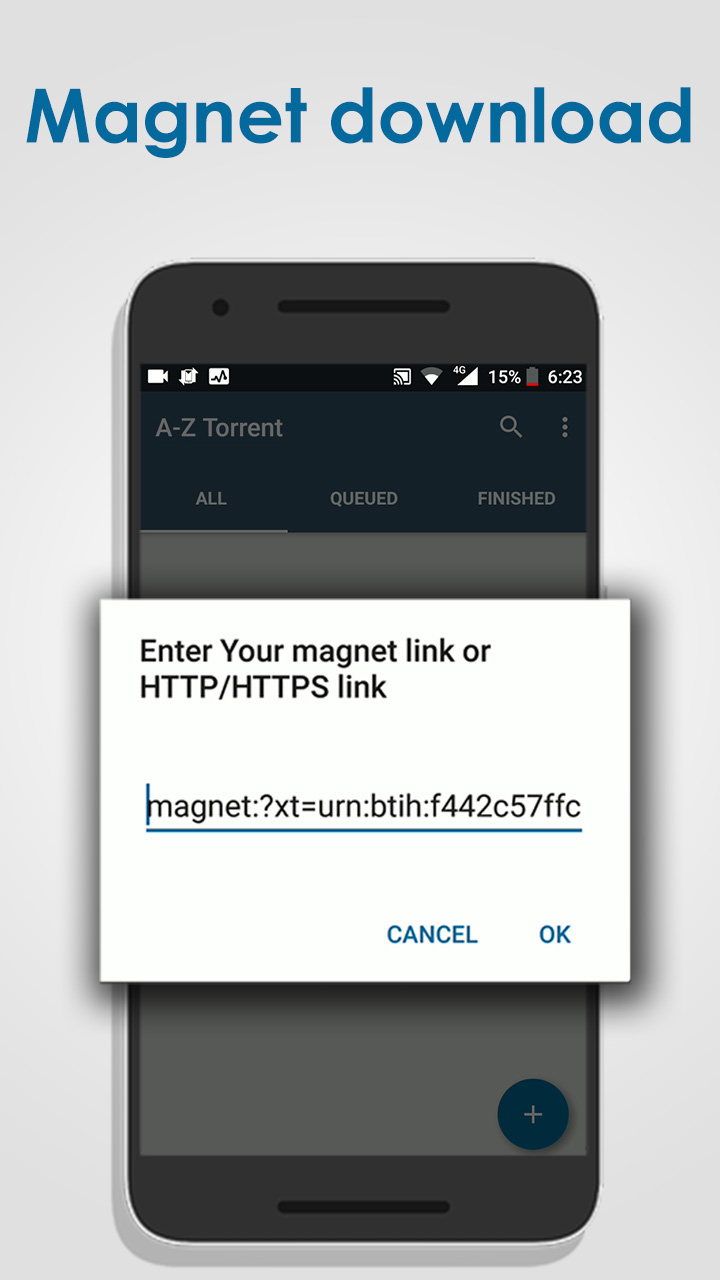 Magnet download
4G 15% 6:23
A-Z Torrent
ALL QUEUED FINISHED
Enter Your magnet link or
HTTP/HTTPS link
magnet:?xt=urn:btih:f442c57ffc
CANCEL OK
+